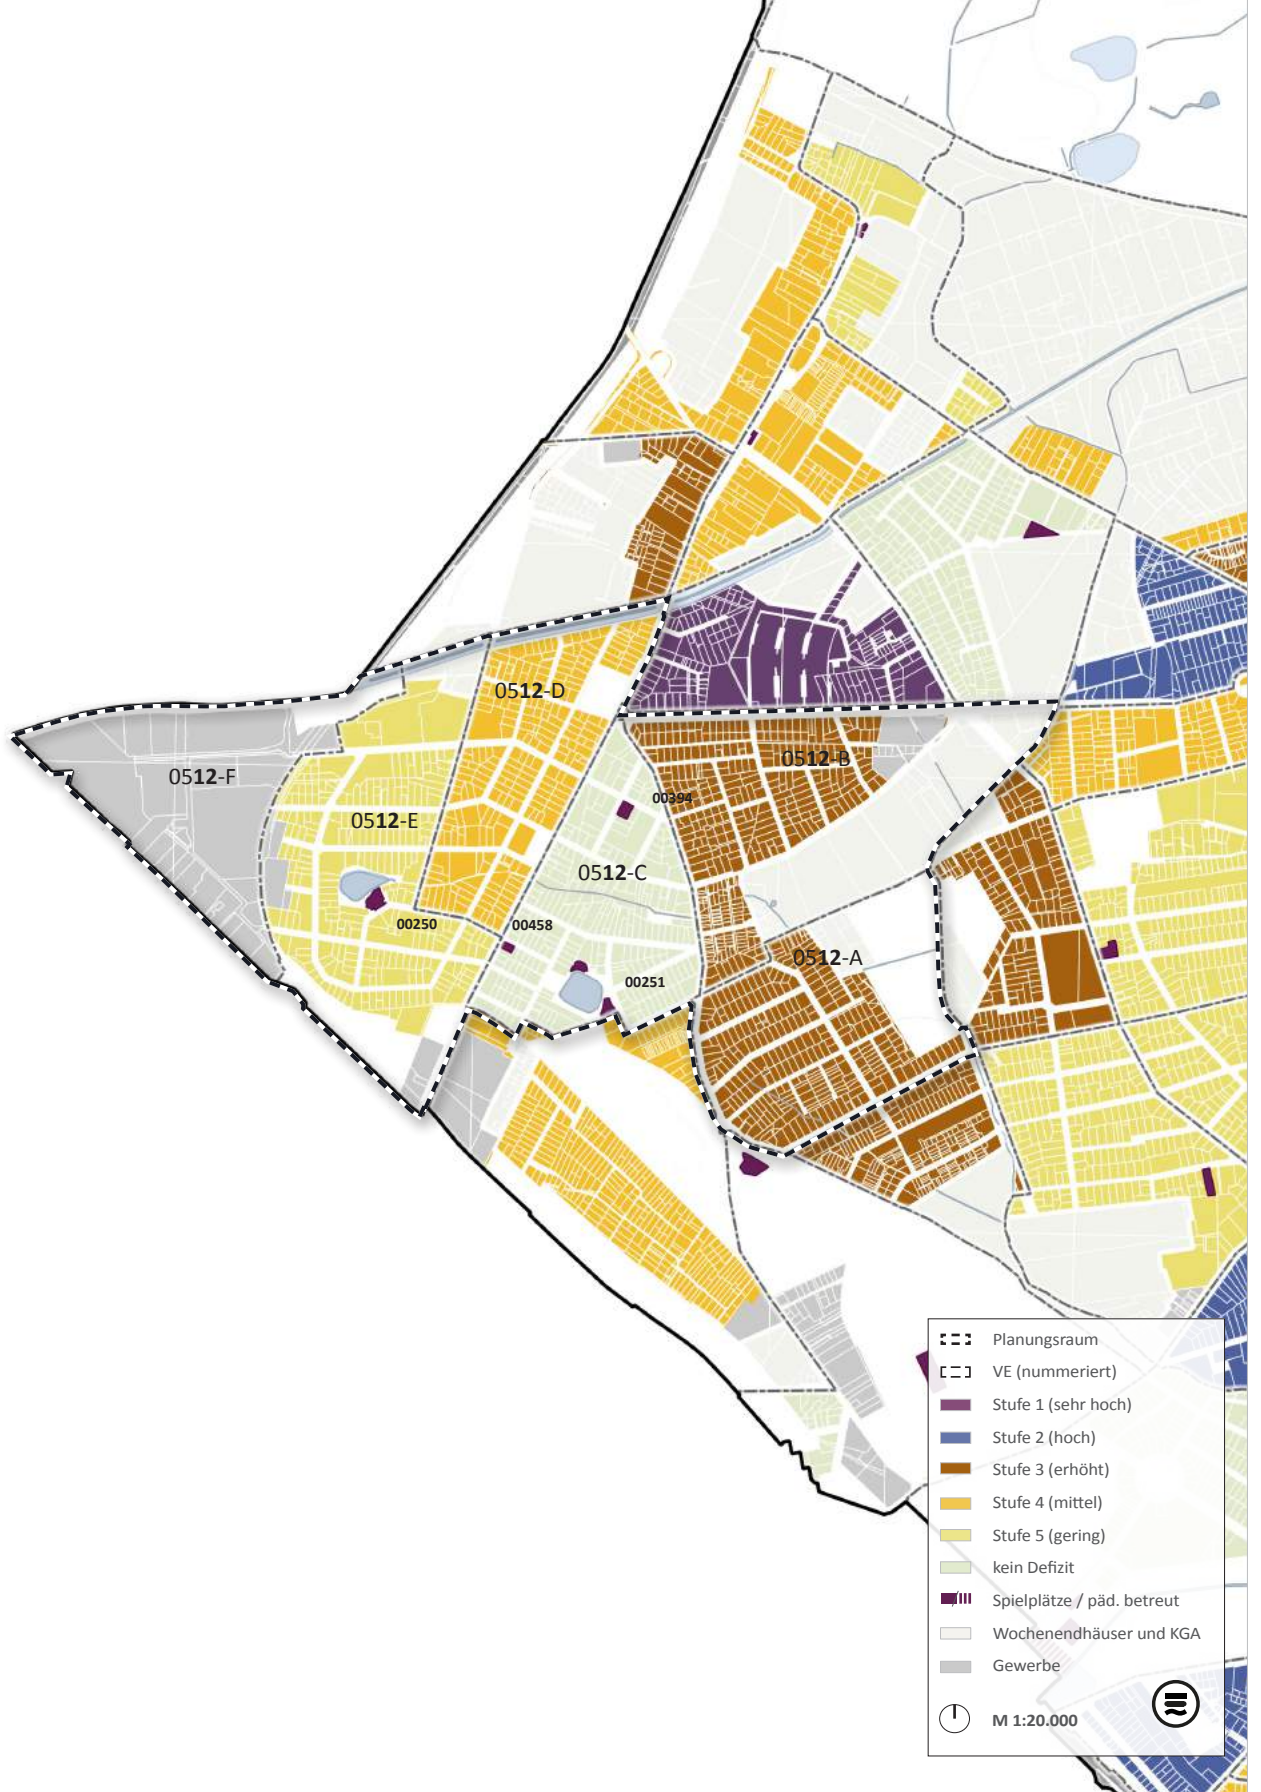 0512-D
0512-B
0512-F
00394
0512-E
0512-C
00250
00458
0512-A
00251
Planungsraum
VE (nummeriert)
Stufe 1 (sehr hoch)
Stufe 2 (hoch)
Stufe 3 (erhöht)
Stufe 4 (mittel)
Stufe 5 (gering)
kein Defizit
Spielplätze / päd. betreut
Wochenendhäuser und KGA
Gewerbe
M 1:20.000